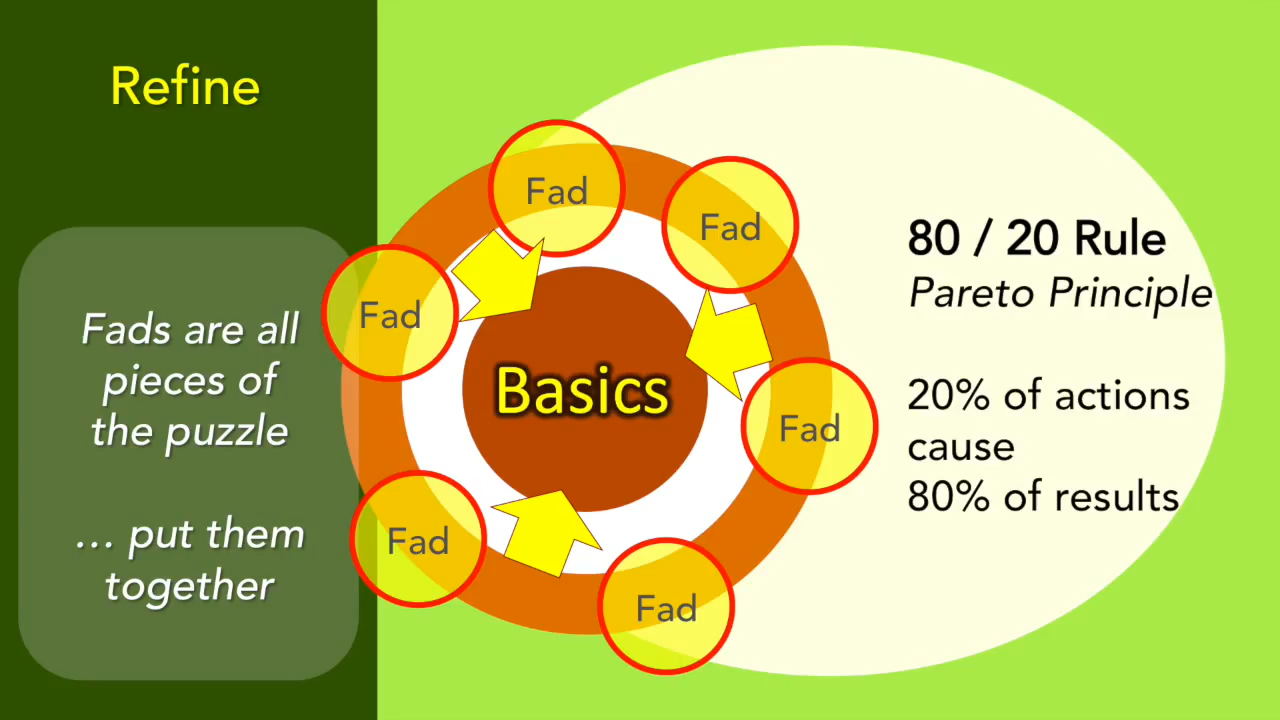 Refine
Fads are all
pieces of
the puzzle
... put them
together
Fad
Fad
Fad
Fad
Fad
Fad
Basics
80 / 20 Rule
Pareto Principle
20% of actions
cause
80% of results